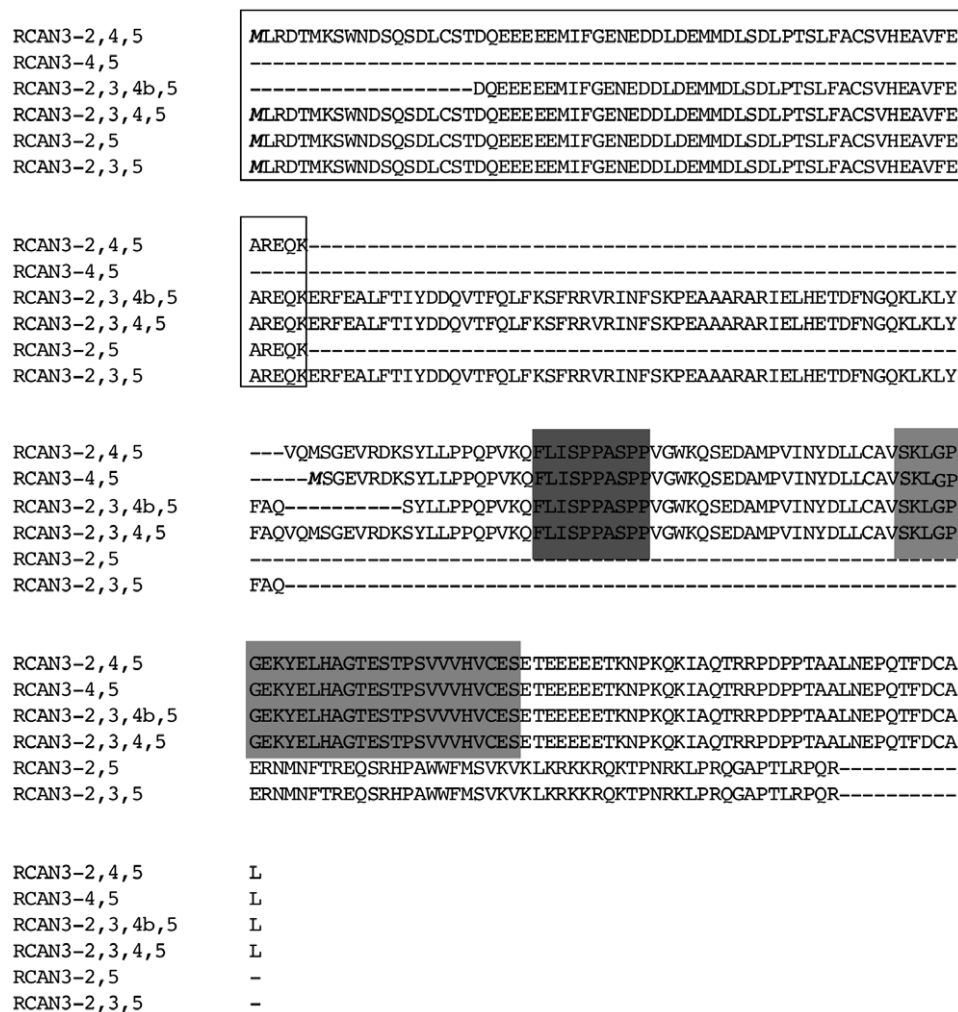 RCAN3-2,4,5 MLRDTMKSWNDSQSDLCSTDQEEEEEMIFGENEDDLDEMMDLSDLPTSLFACSVHEAVFE
RCAN3-4,5 ------------------------------------------------------------
RCAN3-2,3,4b,5 -------------------DQEEEEEMIFGENEDDLDEMMDLSDLPTSLFACSVHEAVFE
RCAN3-2,3,4,5 MLRDTMKSWNDSQSDLCSTDQEEEEEMIFGENEDDLDEMMDLSDLPTSLFACSVHEAVFE
RCAN3-2,5 MLRDTMKSWNDSQSDLCSTDQEEEEEMIFGENEDDLDEMMDLSDLPTSLFACSVHEAVFE
RCAN3-2,3,5 MLRDTMKSWNDSQSDLCSTDQEEEEEMIFGENEDDLDEMMDLSDLPTSLFACSVHEAVFE
RCAN3-2,4,5 AREQK-------------------------------------------------------
RCAN3-4,5 ------------------------------------------------------------
RCAN3-2,3,4b,5 AREQKERFEALFTIYDDQVTFQLFKSFRRVRINFSKPEAAARARIELHETDFNGQKLKLY
RCAN3-2,3,4,5 AREQKERFEALFTIYDDQVTFQLFKSFRRVRINFSKPEAAARARIELHETDFNGQKLKLY
RCAN3-2,5 AREQK-------------------------------------------------------
RCAN3-2,3,5 AREQKERFEALFTIYDDQVTFQLFKSFRRVRINFSKPEAAARARIELHETDFNGQKLKLY
RCAN3-2,4,5 ---VQMSGEVRDKSYLLPPQPVKQFLISPPASPPVGWKQSEDAMPVINYDLLCAVSKLGP
RCAN3-4,5 -----MSGEVRDKSYLLPPQPVKQFLISPPASPPVGWKQSEDAMPVINYDLLCAVSKLGP
RCAN3-2,3,4b,5 FAQ----------SYLLPPQPVKQFLISPPASPPVGWKQSEDAMPVINYDLLCAVSKLGP
RCAN3-2,3,4,5 FAQVQMSGEVRDKSYLLPPQPVKQFLISPPASPPVGWKQSEDAMPVINYDLLCAVSKLGP
RCAN3-2,5 ------------------------------------------------------------
RCAN3-2,3,5 FAQ---------------------------------------------------------
RCAN3-2,4,5 GEKYELHAGTESTPSVVVHVCESETEEEEETKNPKQKIAQTRRPDPPTAALNEPQTFDCA
RCAN3-4,5 GEKYELHAGTESTPSVVVHVCESETEEEEETKNPKQKIAQTRRPDPPTAALNEPQTFDCA
RCAN3-2,3,4b,5 GEKYELHAGTESTPSVVVHVCESETEEEEETKNPKQKIAQTRRPDPPTAALNEPQTFDCA
RCAN3-2,3,4,5 GEKYELHAGTESTPSVVVHVCESETEEEEETKNPKQKIAQTRRPDPPTAALNEPQTFDCA
RCAN3-2,5 ERNMNFTREQSRHPAWWFMSVKVKLKRKKRQKTPNRKLPRQGAPTLRPQR----------
RCAN3-2,3,5 ERNMNFTREQSRHPAWWFMSVKVKLKRKKRQKTPNRKLPRQGAPTLRPQR----------
RCAN3-2,4,5 L
RCAN3-4,5 L
RCAN3-2,3,4b,5 L
RCAN3-2,3,4,5 L
RCAN3-2,5 -
RCAN3-2,3,5 -